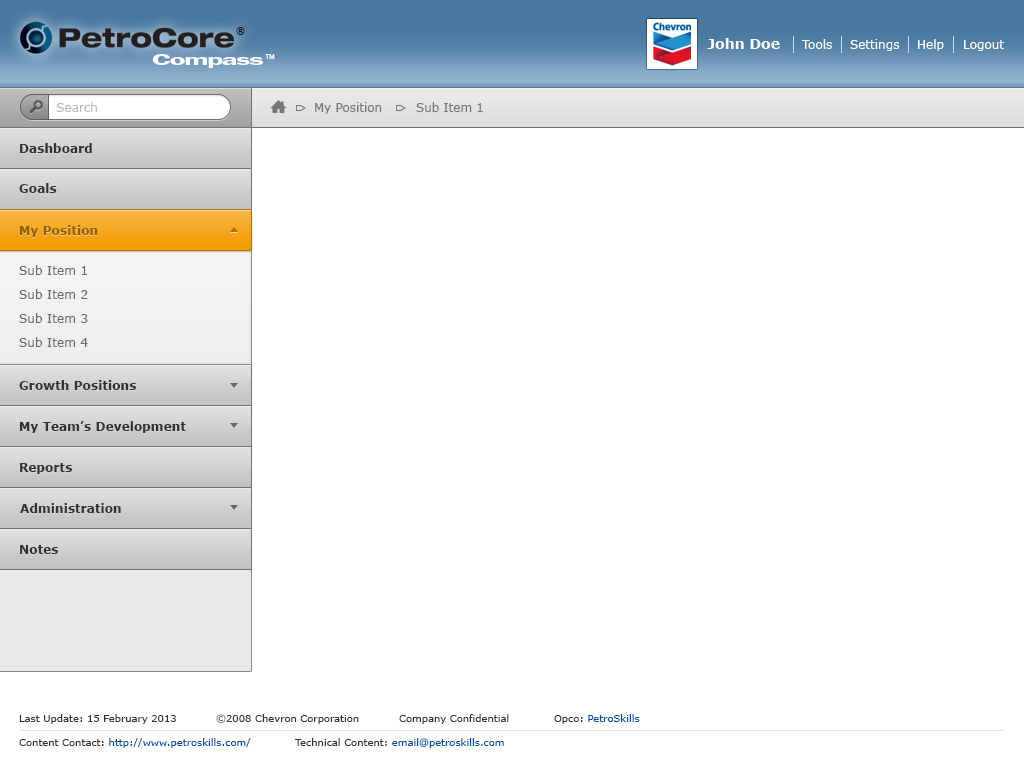 PetroCore®
Compass™
Chevron
John Doe Tools Settings Help Logout
Search
My Position Sub Item 1
Dashboard
Goals
My Position
Sub Item 1
Sub Item 2
Sub Item 3
Sub Item 4
Growth Positions
My Team’s Development
Reports
Administration
Notes
Last Update: 15 February 2013 ©2008 Chevron Corporation Company Confidential Opco: PetroSkills
Content Contact: http://www.petroskills.com/ Technical Content: email@petroskills.com